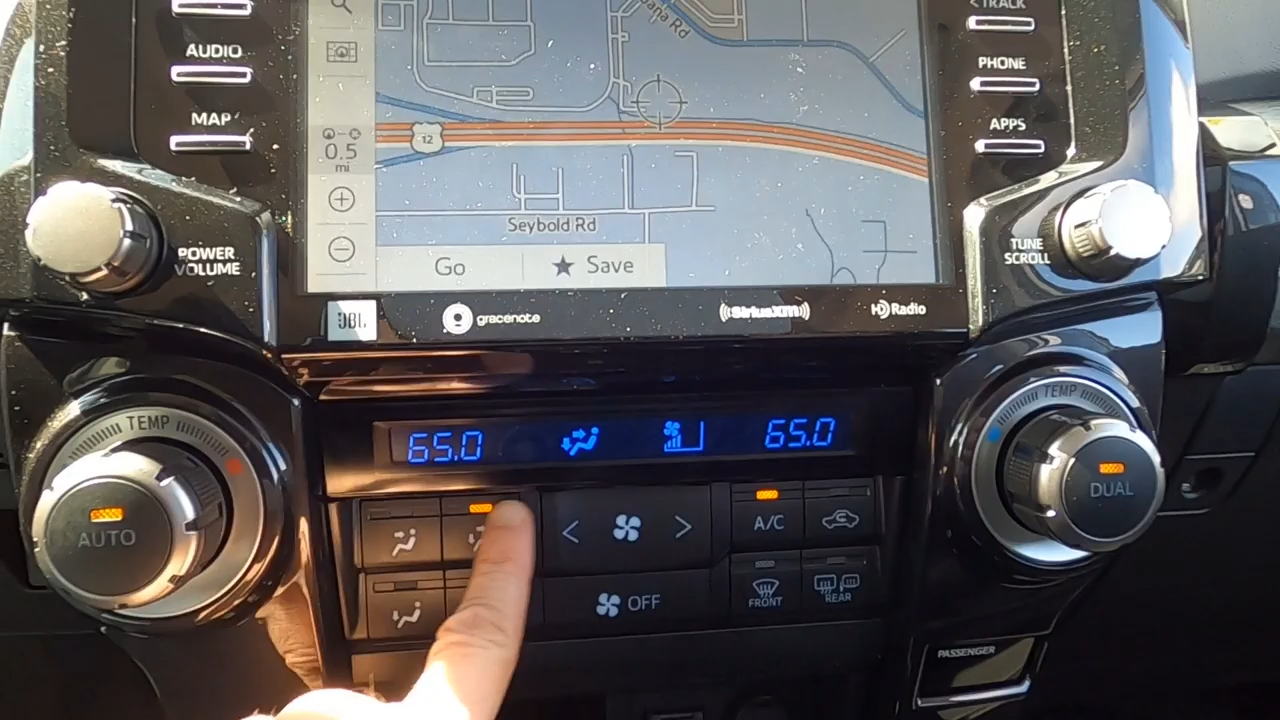 < TRACK
AUDIO
PHONE
MAP
APPS
0.5
mi
12
Seybold Rd
Go
Save
POWER
VOLUME
TUNE
SCROLL
JBL
gracenote
SiriusXM
HD Radio
TEMP
TEMP
65.0
65.0
AUTO
A/C
DUAL
OFF
FRONT
REAR
PASSENGER